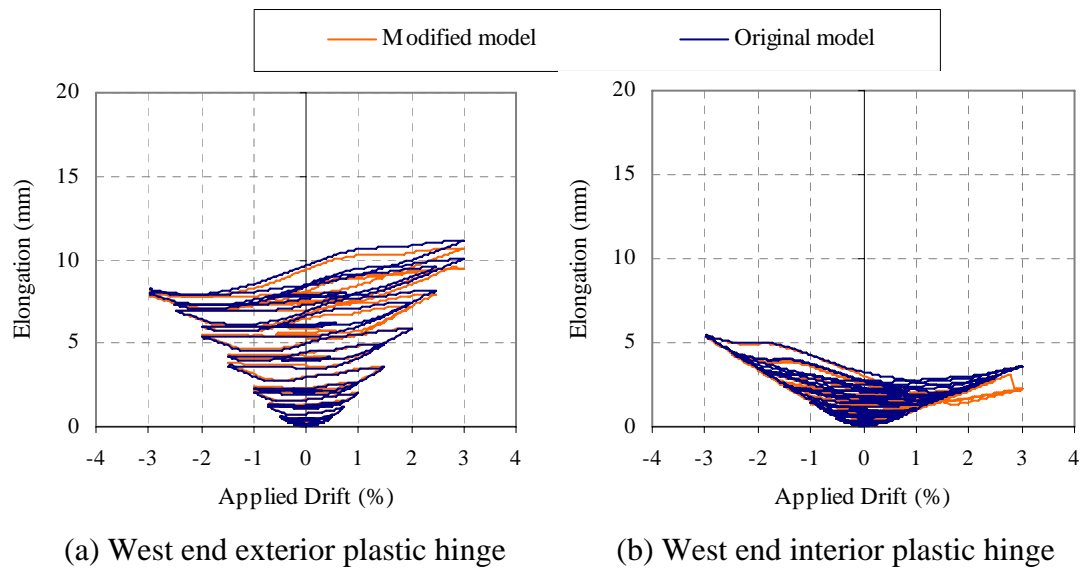 Modified model
Original model
20
15
10
5
0
-4 -3 -2 -1 0 1 2 3 4
Elongation (mm)
Applied Drift (%)
(a) West end exterior plastic hinge
20
15
10
5
0
-4 -3 -2 -1 0 1 2 3 4
Elongation (mm)
Applied Drift (%)
(b) West end interior plastic hinge